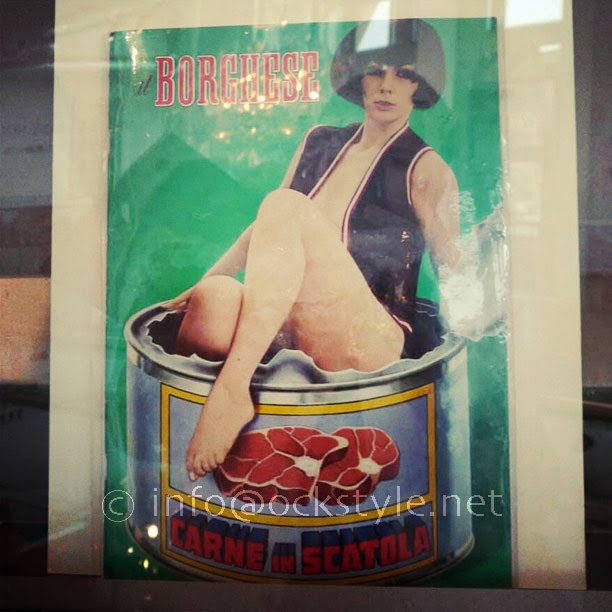 il BORGHESE
© info@ockstyle.net
CARNE IN SCATOLA